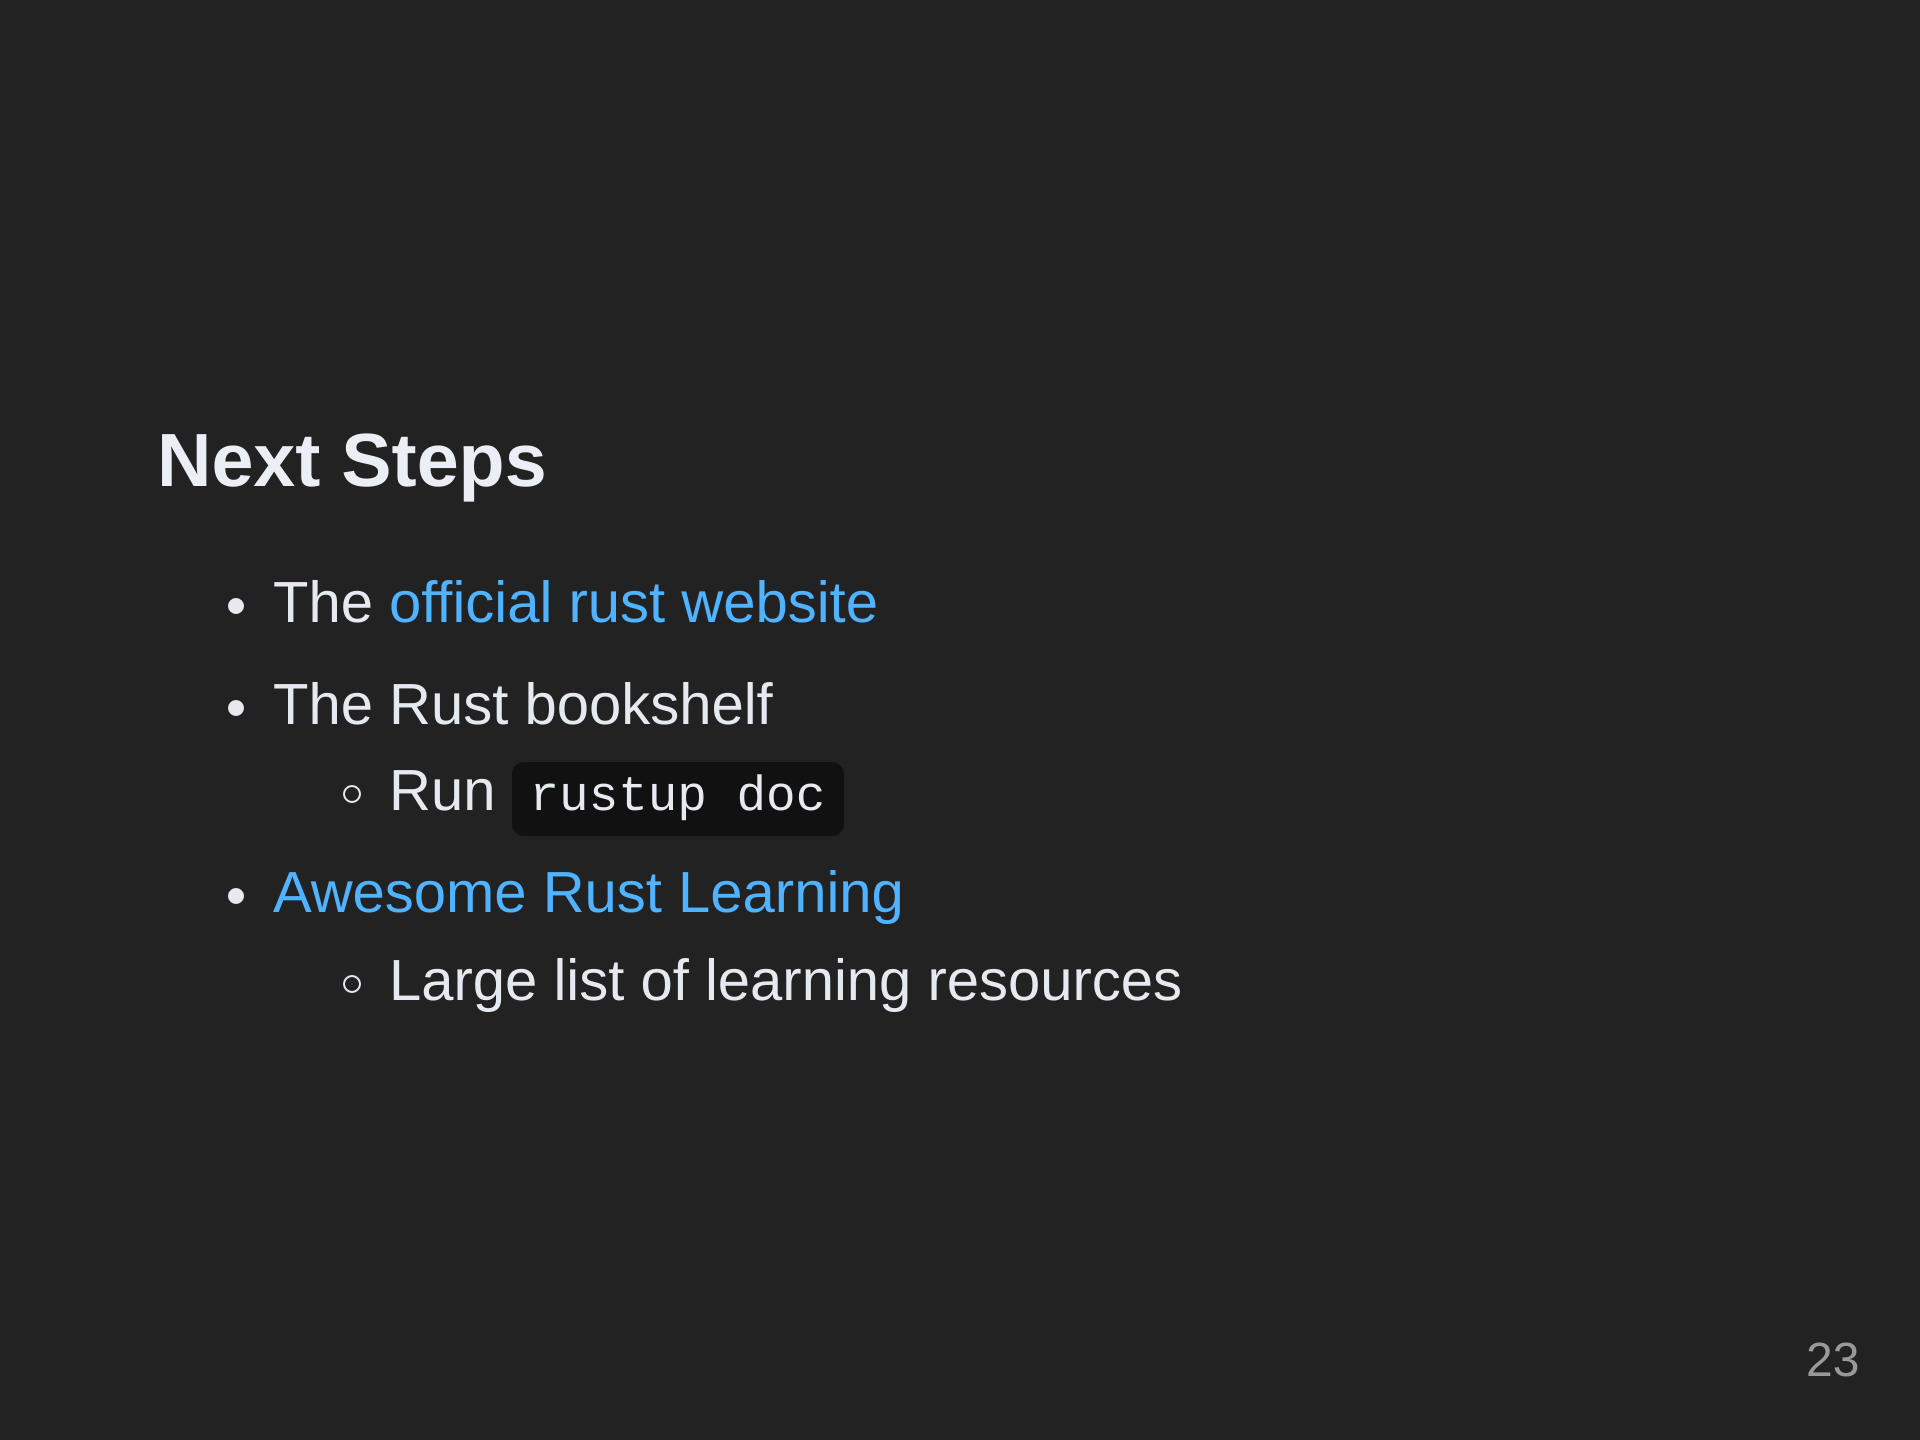 Next Steps
The official rust website
The Rust bookshelf
Run rustup doc
Awesome Rust Learning
Large list of learning resources
23